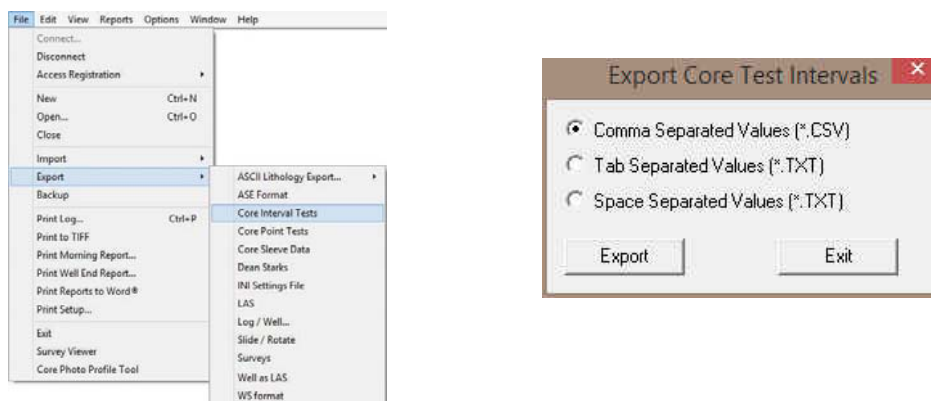 File Edit View Reports Options Window Help
Connect...
Disconnect
Access Registration
New Ctrl+N
Open... Ctrl+O
Close
Import
Export
Backup
Print Log... Ctrl+P
Print to TIFF
Print Morning Report...
Print Well End Report...
Print Reports to Word®
Print Setup...
Exit
Survey Viewer
Core Photo Profile Tool
ASCII Lithology Export...
ASE Format
Core Interval Tests
Core Point Tests
Core Sleeve Data
Dean Starks
INI Settings File
LAS
Log / Well...
Slide / Rotate
Surveys
Well as LAS
WS format
Export Core Test Intervals
Comma Separated Values (*.CSV)
Tab Separated Values (*.TXT)
Space Separated Values (*.TXT)
Export Exit